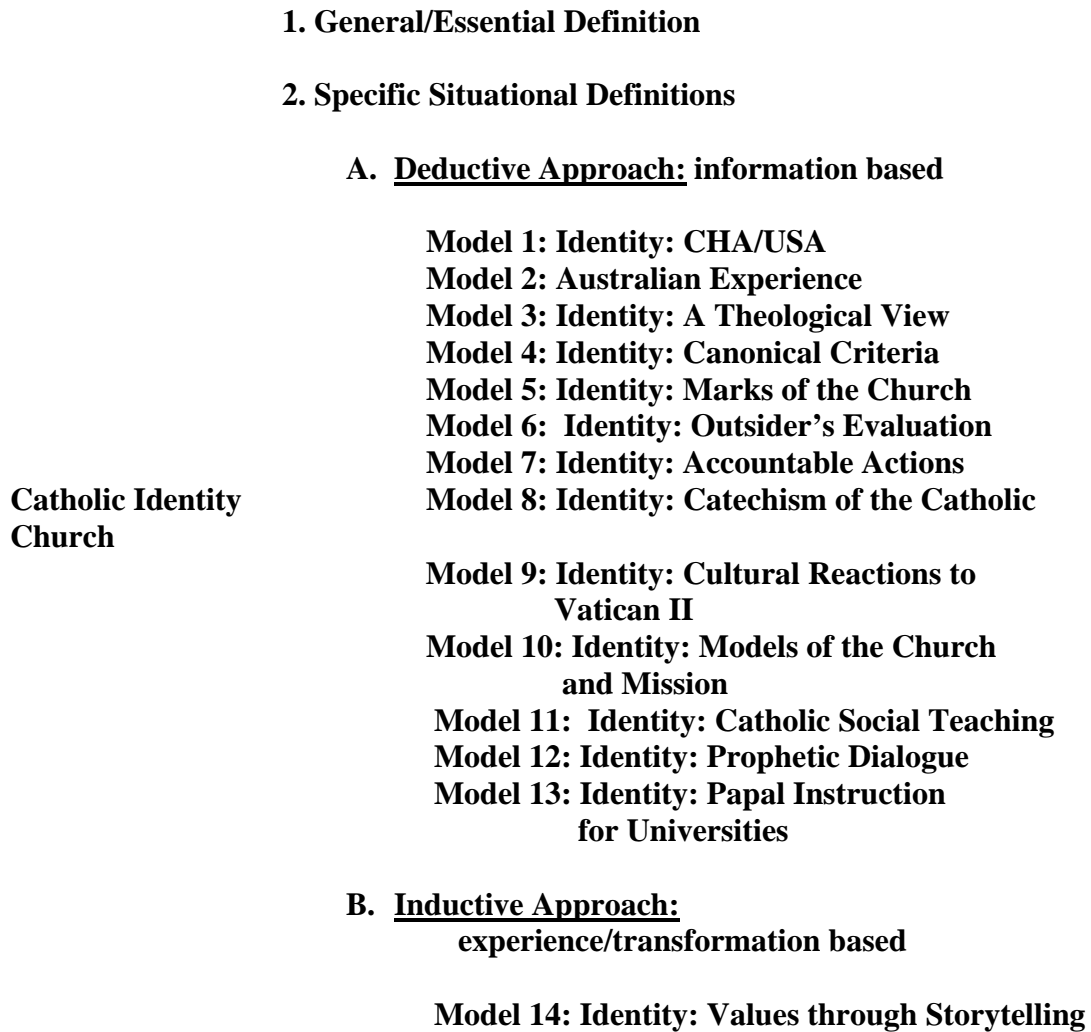 1. General/Essential Definition
2. Specific Situational Definitions
A. Deductive Approach: information based
Model 1: Identity: CHA/USA
Model 2: Australian Experience
Model 3: Identity: A Theological View
Model 4: Identity: Canonical Criteria
Model 5: Identity: Marks of the Church
Model 6: Identity: Outsider’s Evaluation
Model 7: Identity: Accountable Actions
Catholic Identity Model 8: Identity: Catechism of the Catholic
Church
Model 9: Identity: Cultural Reactions to
Vatican II
Model 10: Identity: Models of the Church
and Mission
Model 11: Identity: Catholic Social Teaching
Model 12: Identity: Prophetic Dialogue
Model 13: Identity: Papal Instruction
for Universities
B. Inductive Approach:
experience/transformation based
Model 14: Identity: Values through Storytelling